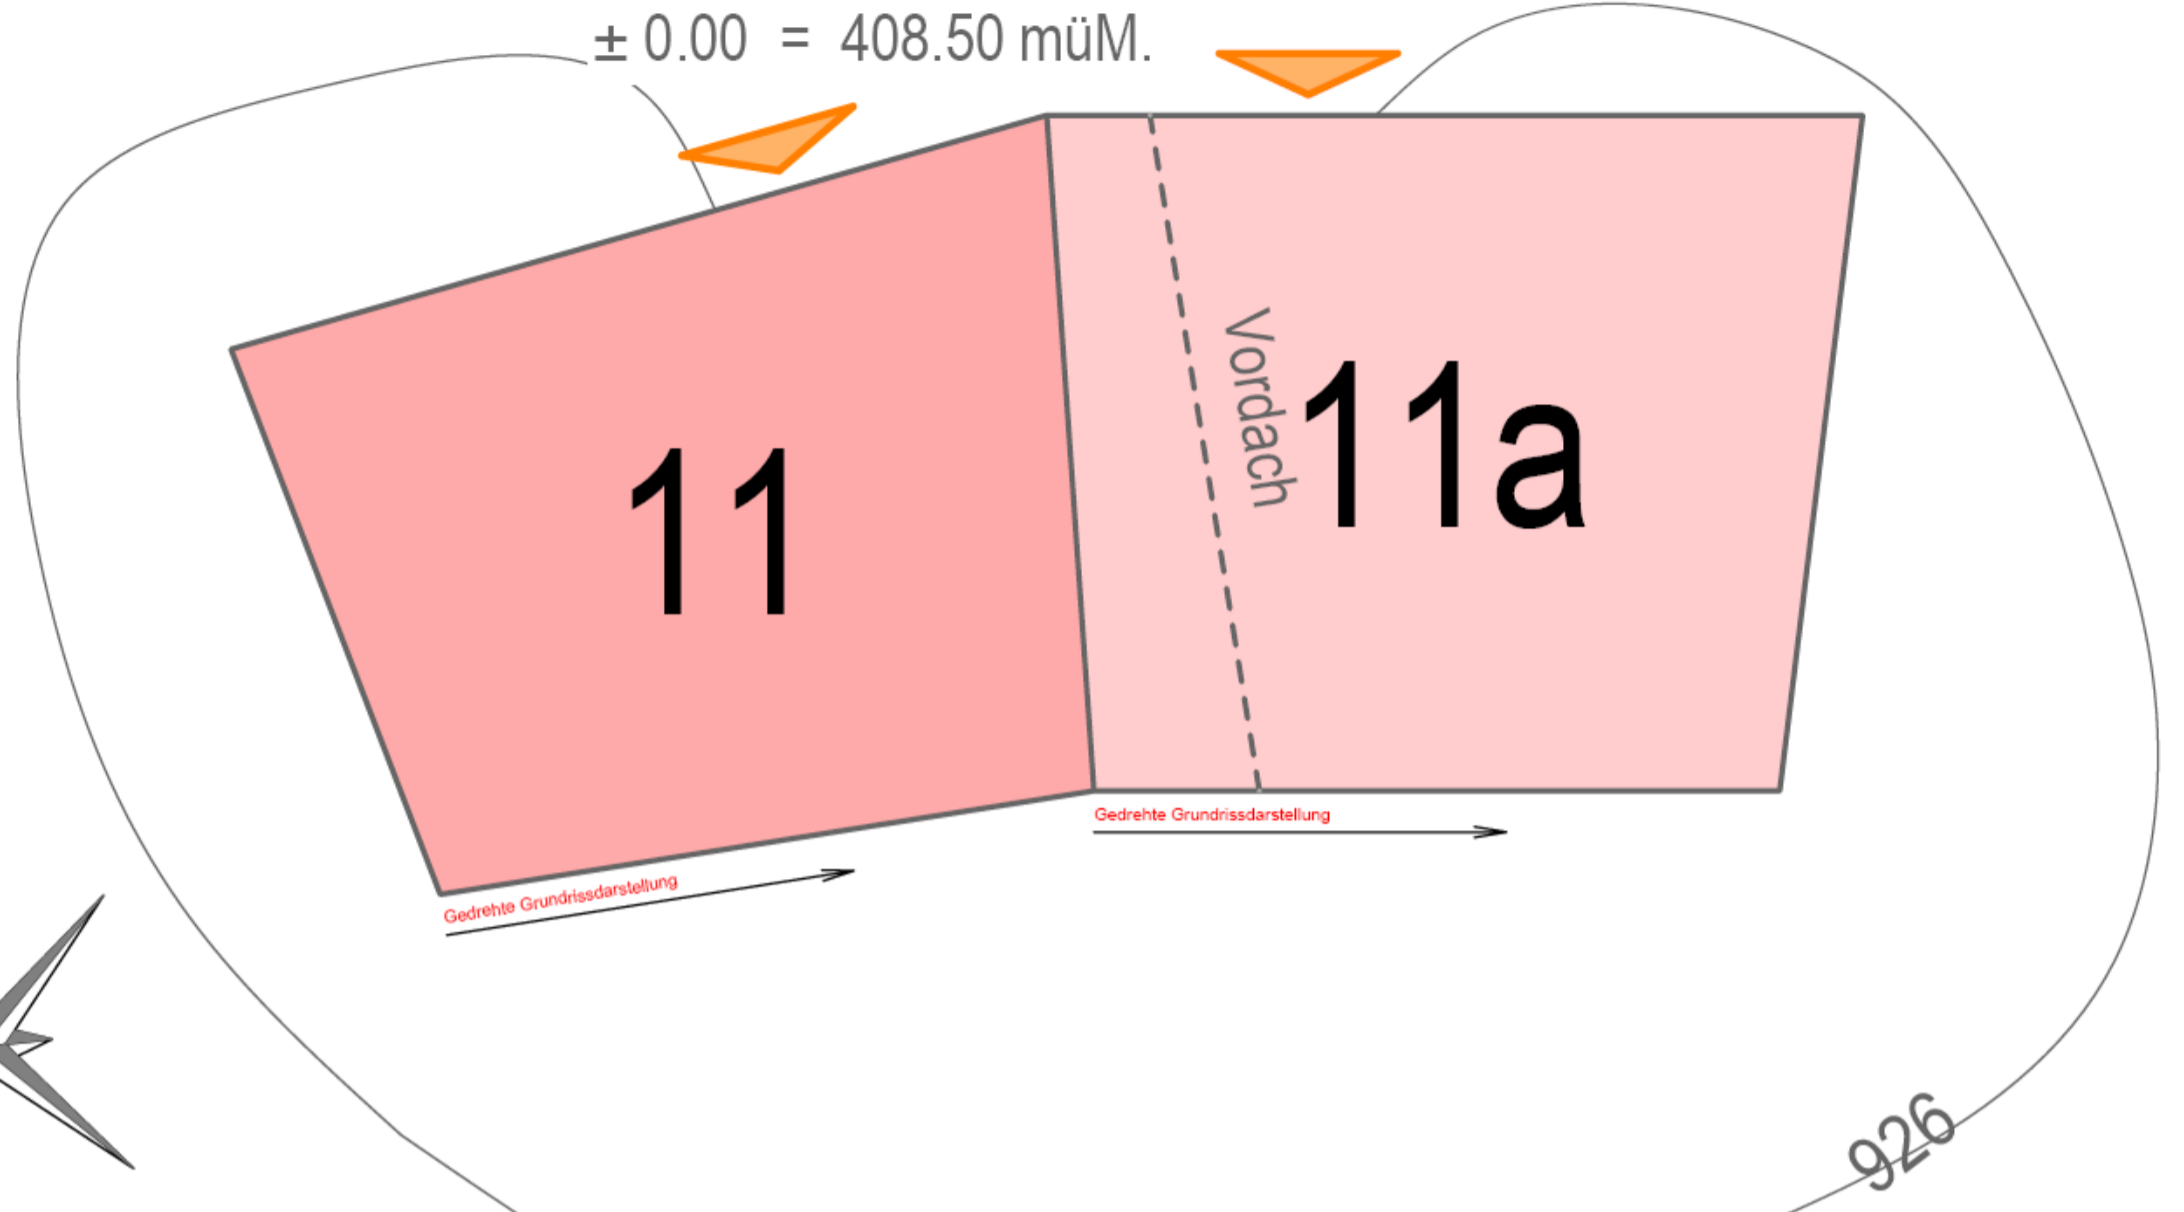 ± 0.00 = 408.50 müM.
Vordach
11a
11
Gedrehte Grundrissdarstellung
Gedrehte Grundrissdarstellung
926